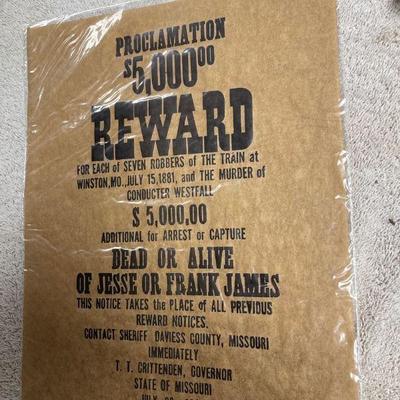 PROCLAMATION
$5,000.00
REWARD
FOR EACH of SEVEN ROBBERS of THE TRAIN at
WINSTON,MO.,JULY 15,1881, and THE MURDER of
CONDUCTER WESTFALL
$ 5,000,00
ADDITIONAL for ARREST or CAPTURE
DEAD OR ALIVE
OF JESSE OR FRANK JAMES
THIS NOTICE TAKES the PLACE of ALL PREVIOUS
REWARD NOTICES.
CONTACT SHERIFF DAVIESS COUNTY, MISSOURI
IMMEDIATELY
T. T. CRITTENDEN, GOVERNOR
STATE OF MISSOURI
JULY